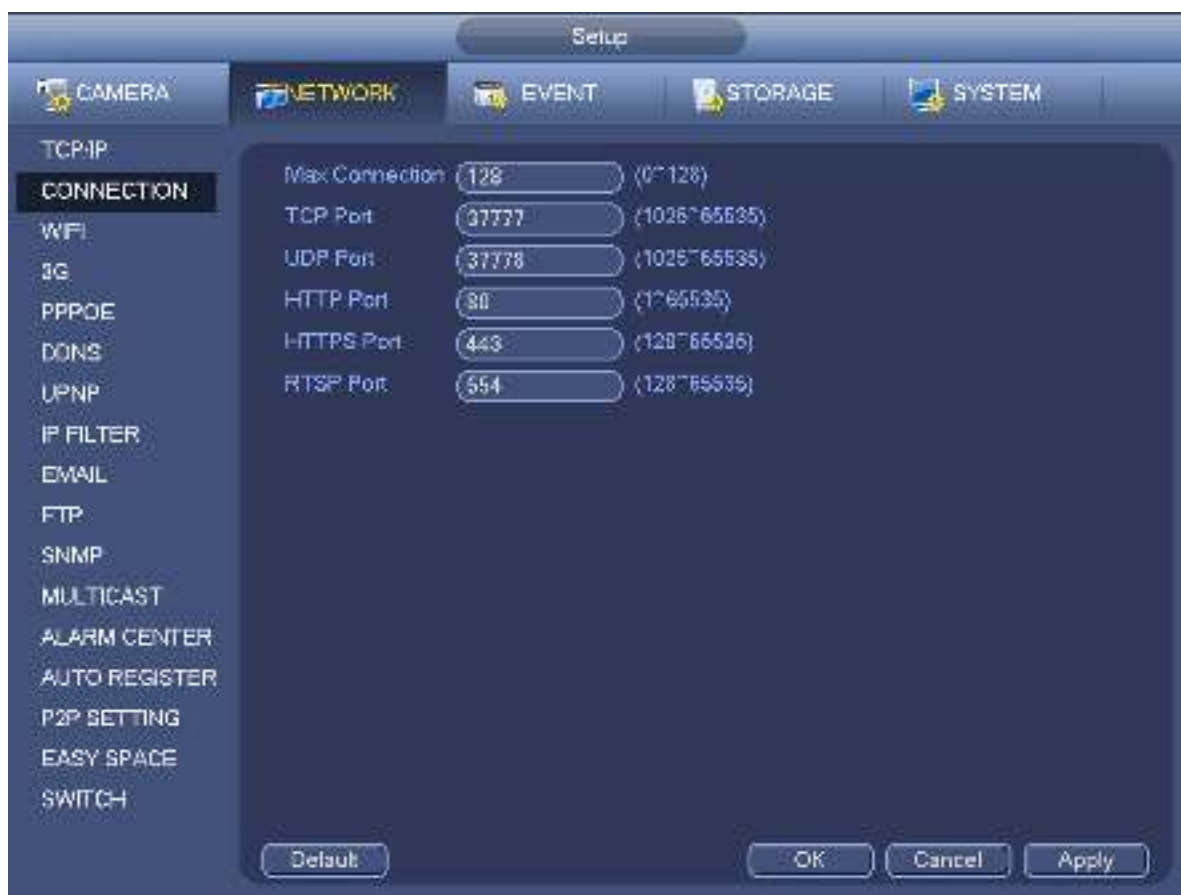 Setup
CAMERA NETWORK EVENT STORAGE SYSTEM
TCP/IP
CONNECTION
WIFI
3G
PPPOE
DDNS
UPNP
IP FILTER
EMAIL
FTP
SNMP
MULTICAST
ALARM CENTER
AUTO REGISTER
P2P SETTING
EASY SPACE
SWITCH
Max Connection 128 (0~128)
TCP Port 37777 (1025~65535)
UDP Port 37778 (1025~65535)
HTTP Port 80 (1~65535)
HTTPS Port 443 (128~65535)
RTSP Port 554 (128~65535)
Default OK Cancel Apply